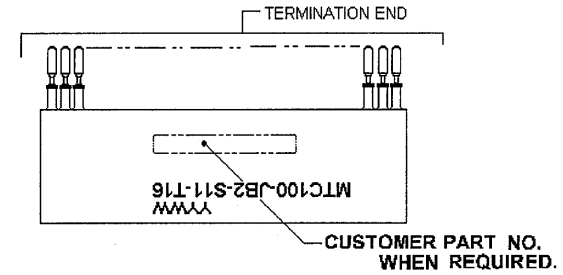 TERMINATION END
MTC100-JB2-S11-T16
YYWW
CUSTOMER PART NO.
WHEN REQUIRED.